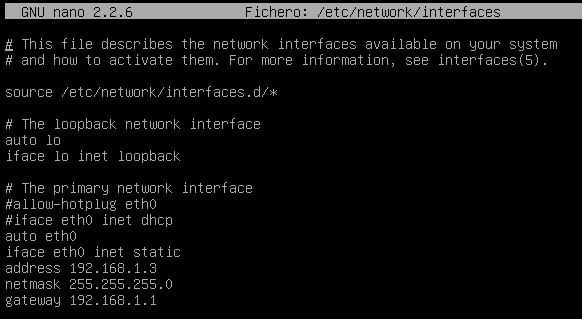 GNU nano 2.2.6 Fichero: /etc/network/interfaces
# This file describes the network interfaces available on your system
# and how to activate them. For more information, see interfaces(5).
source /etc/network/interfaces.d/*
# The loopback network interface
auto lo
iface lo inet loopback
# The primary network interface
#allow-hotplug eth0
#iface eth0 inet dhcp
auto eth0
iface eth0 inet static
address 192.168.1.3
netmask 255.255.255.0
gateway 192.168.1.1